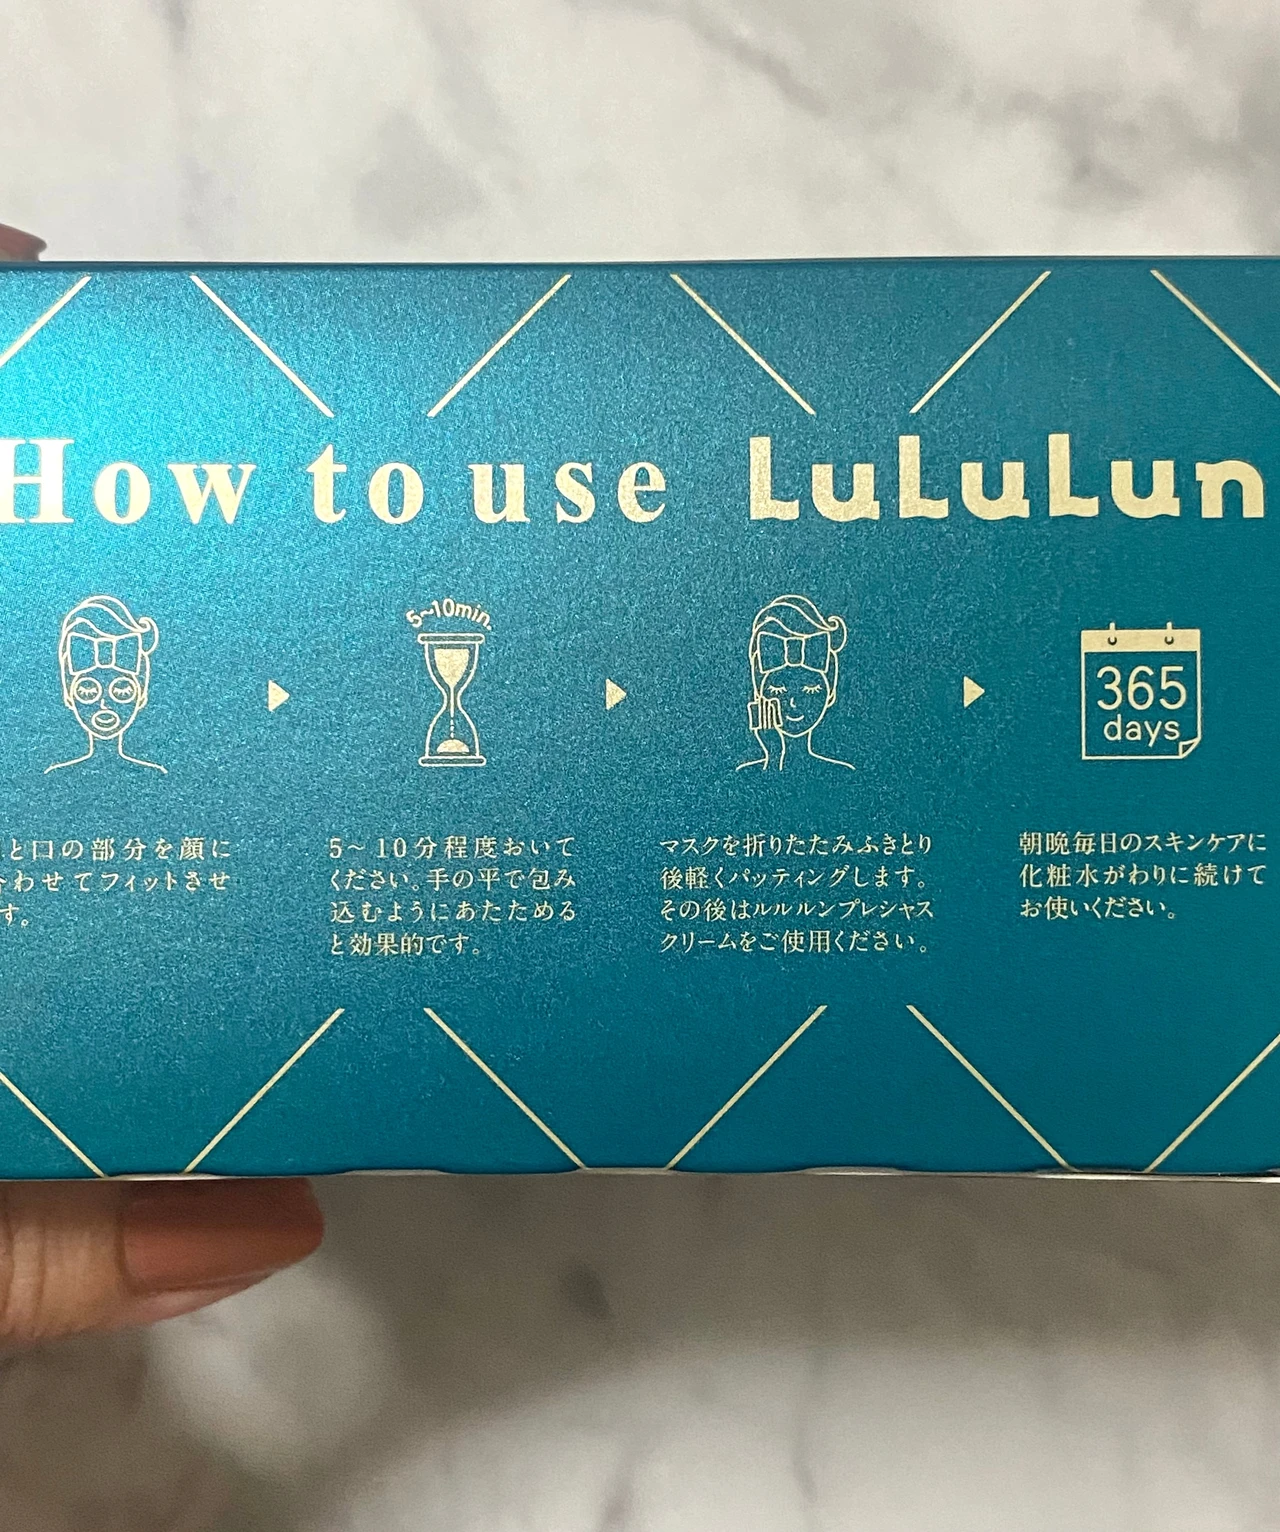 How to use LuLuLun
5~10min.
365
days
と口の部分を顔に
わせてフィットさせ
す。
5~10分程度おいて
ください。手の平で包み
込むようにあたためる
と効果的です。
マスクを折りたたみふきとり
後軽くパッティングします。
その後はルルルンプレシャス
クリームをご使用ください。
朝晩毎日のスキンケアに
化粧水がわりに続けて
お使いください。